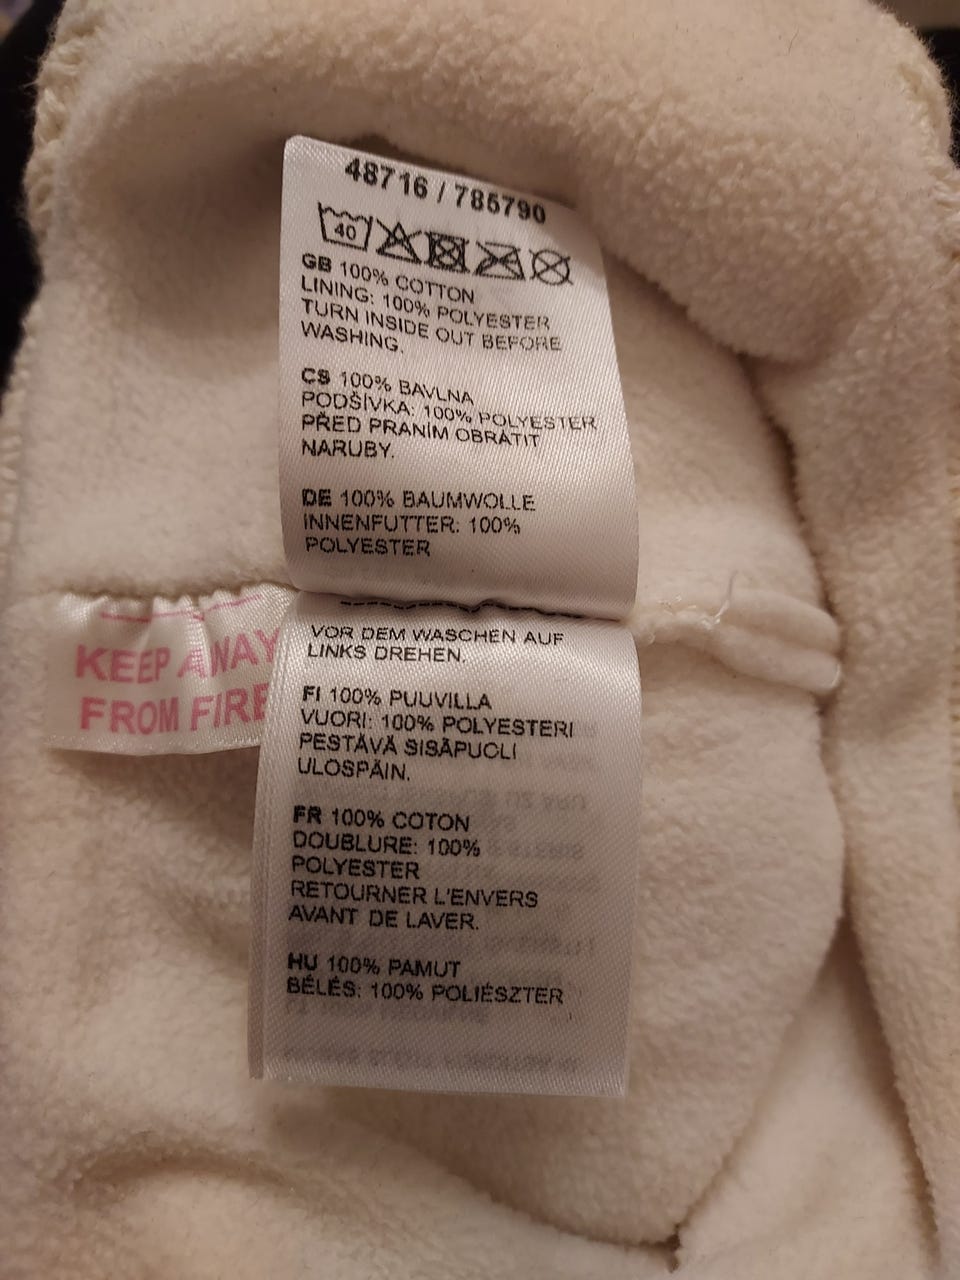 48716 / 785790
40
GB 100% COTTON
LINING: 100% POLYESTER
TURN INSIDE OUT BEFORE
WASHING.
CS 100% BAVLNA
PODŠÍVKA: 100% POLYESTER
PŘED PRANÍM OBRÁTIT
NARUBY.
DE 100% BAUMWOLLE
INNENFUTTER: 100%
POLYESTER
VOR DEM WASCHEN AUF
LINKS DREHEN.
FI 100% PUUVILLA
VUORI: 100% POLYESTERI
PESTÄVÄ SISÄPUOLI
ULOSPÄIN.
FR 100% COTON
DOUBLURE: 100%
POLYESTER
RETOURNER L'ENVERS
AVANT DE LAVER.
HU 100% PAMUT
BÉLÉS: 100% POLIÉSZTER
KEEP AWAY
FROM FIRE